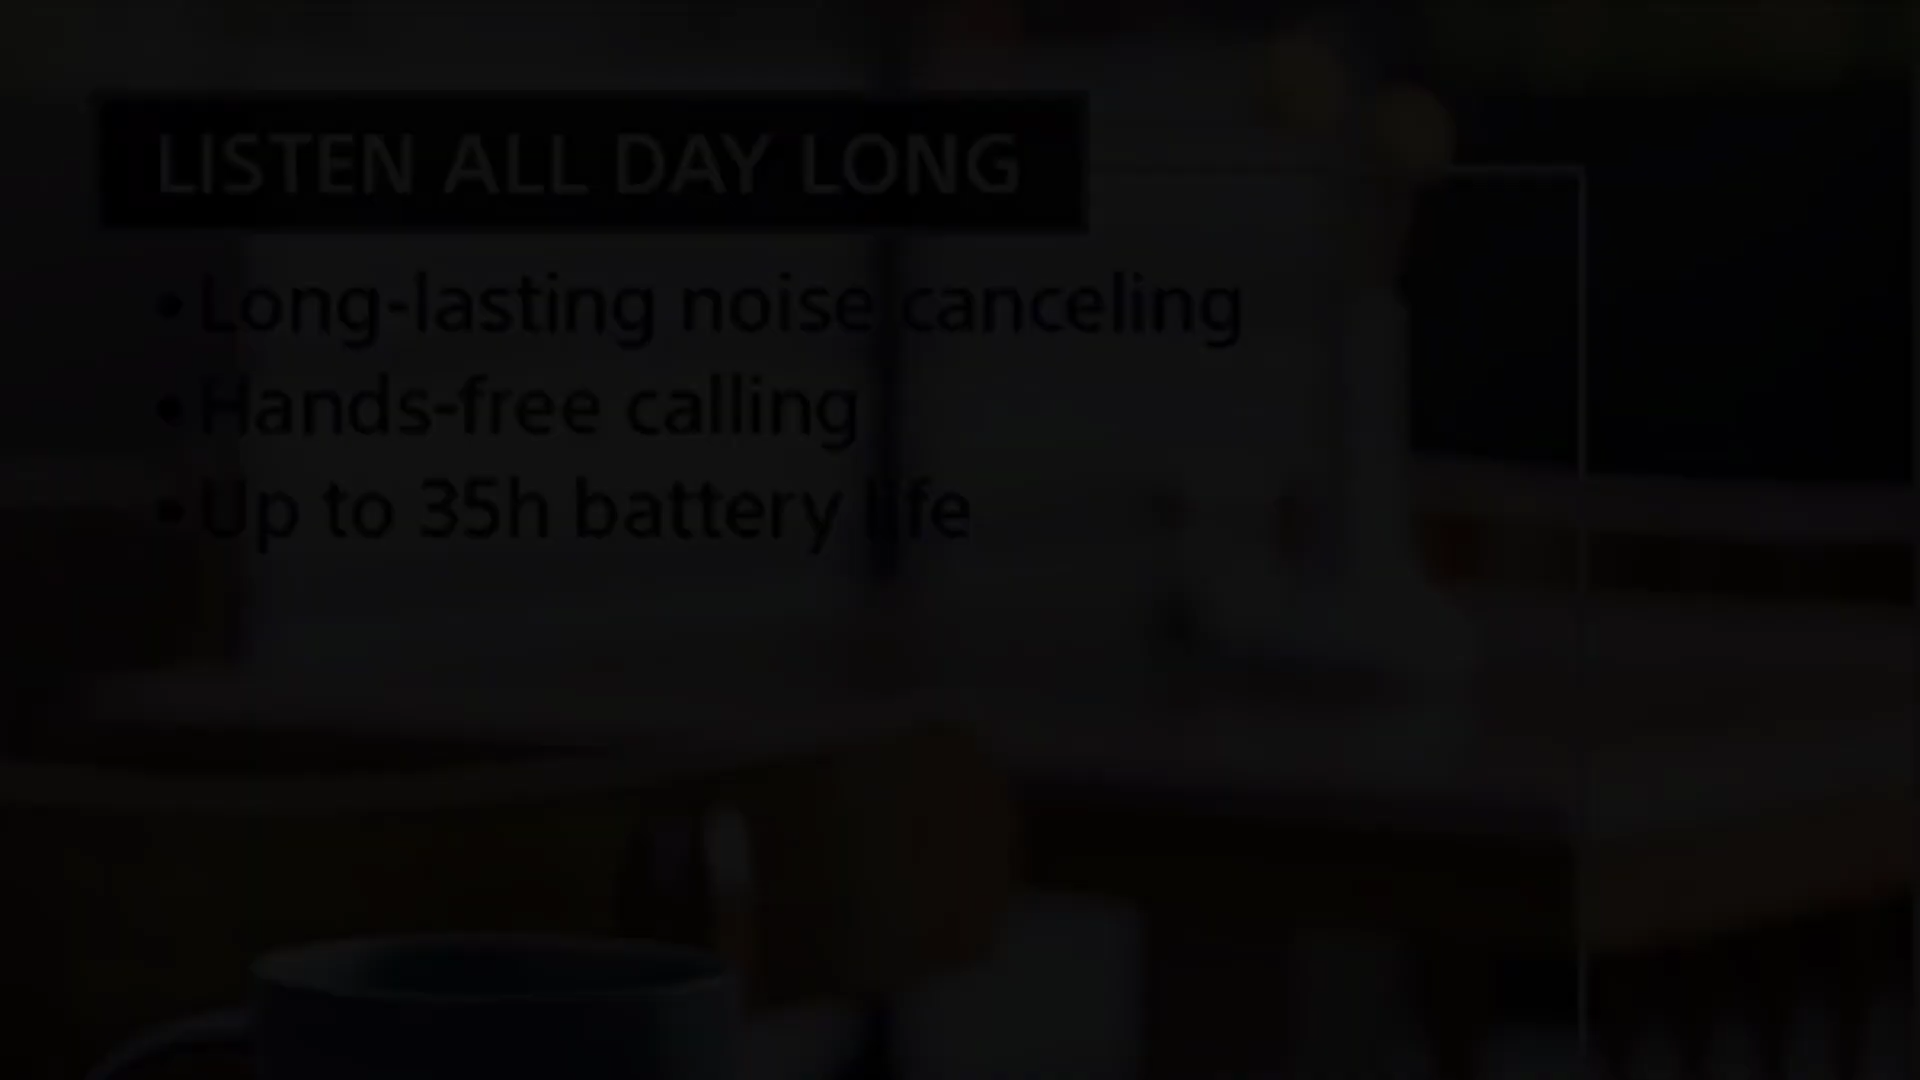 LISTEN ALL DAY LONG
• Long-lasting noise canceling
• Hands-free calling
• Up to 35h battery life